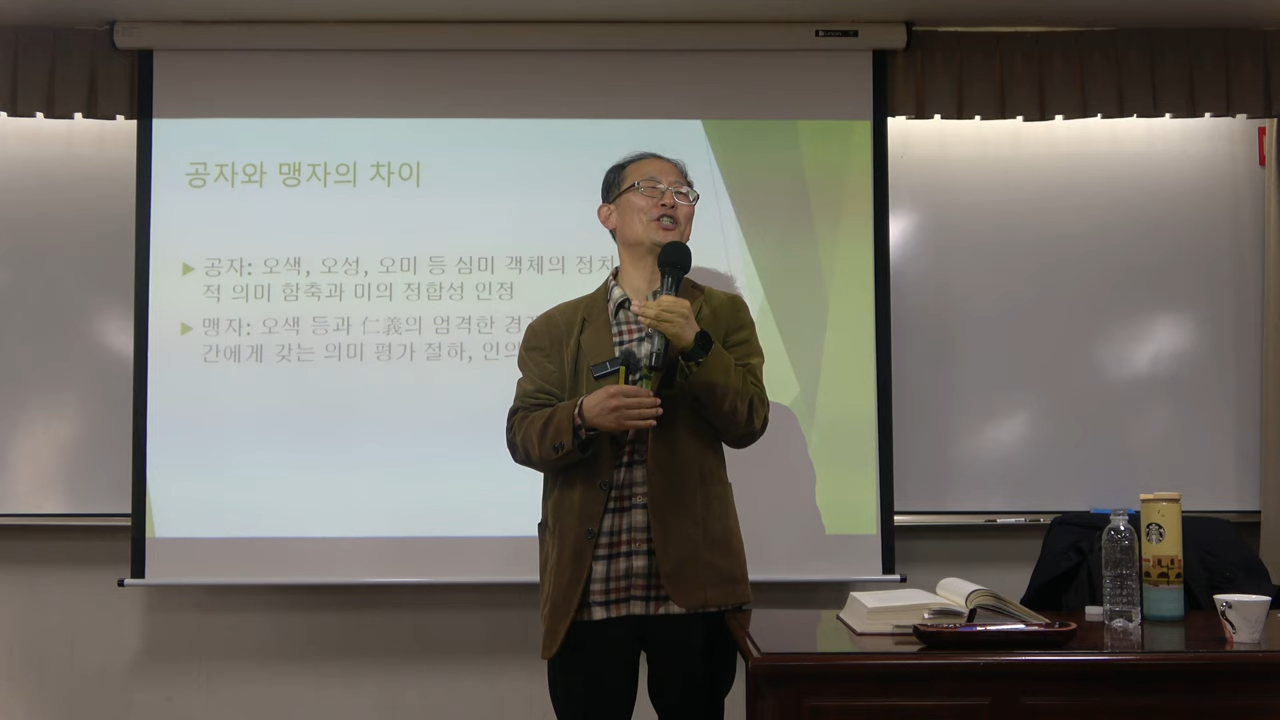 공자와 맹자의 차이
공자: 오색, 오성, 오미 등 심미 객체의 정치
적 의미 함축과 미의 정합성 인정
맹자: 오색 등과 仁義의 엄격한
간에게 갖는 의미 평가 절하, 인의